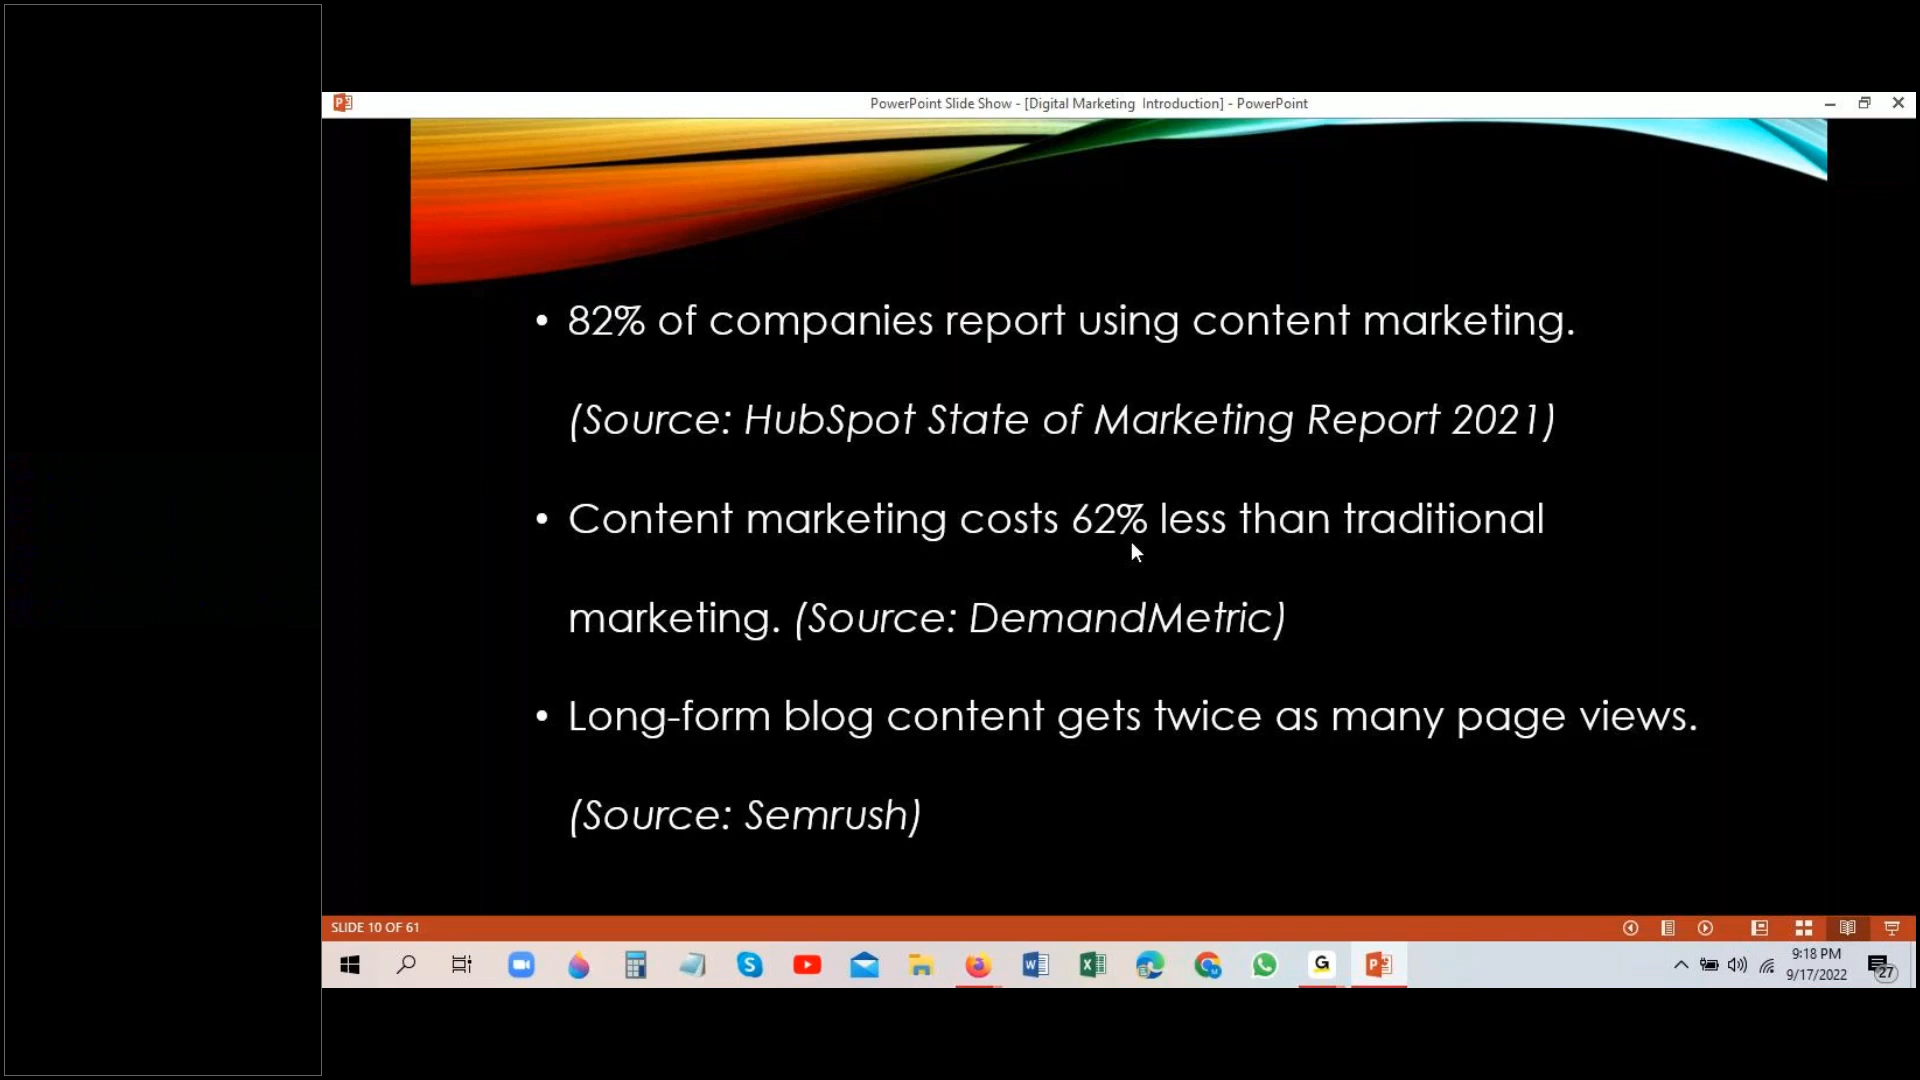 PowerPoint Slide Show - [Digital Marketing  Introduction] - PowerPoint
• 82% of companies report using content marketing.
(Source: HubSpot State of Marketing Report 2021)
• Content marketing costs 62% less than traditional
marketing. (Source: DemandMetric)
• Long-form blog content gets twice as many page views.
(Source: Semrush)
SLIDE 10 OF 61
9:18 PM
9/17/2022
27